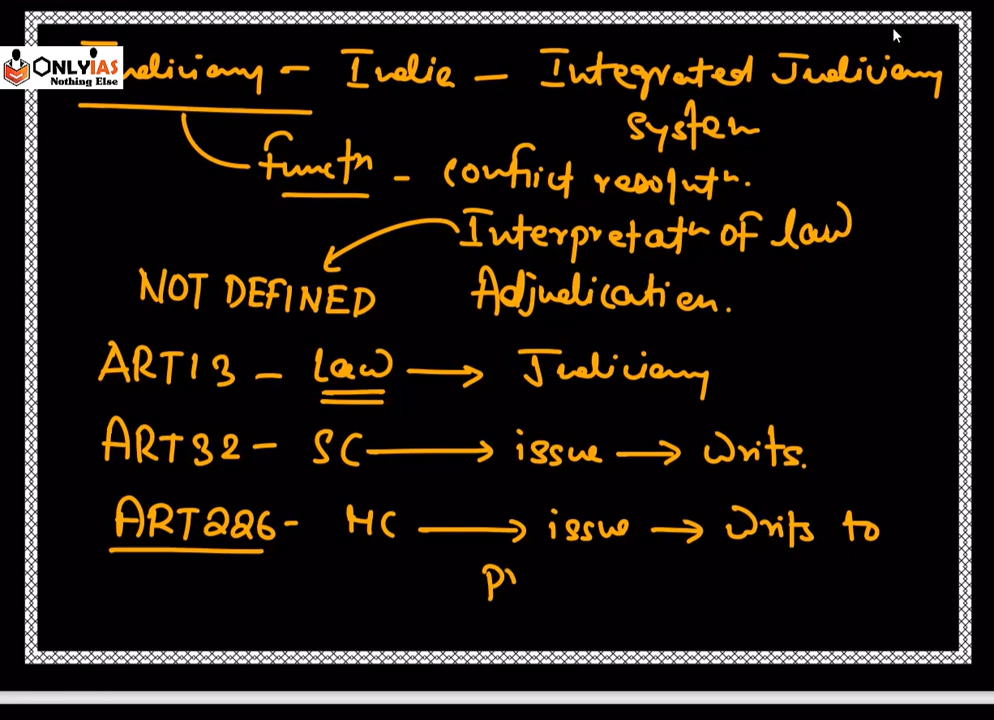 ONLYIAS
Nothing Else
Judiciary - India - Integrated Judiciary
system
Functn - conflict resolutn.
Interpretatn of law
NOT DEFINED Adjudication.
ART13 - Law → Judiciary
ART32 - SC → issue → Writs.
ART226 - HC → issue → Writs to
pr